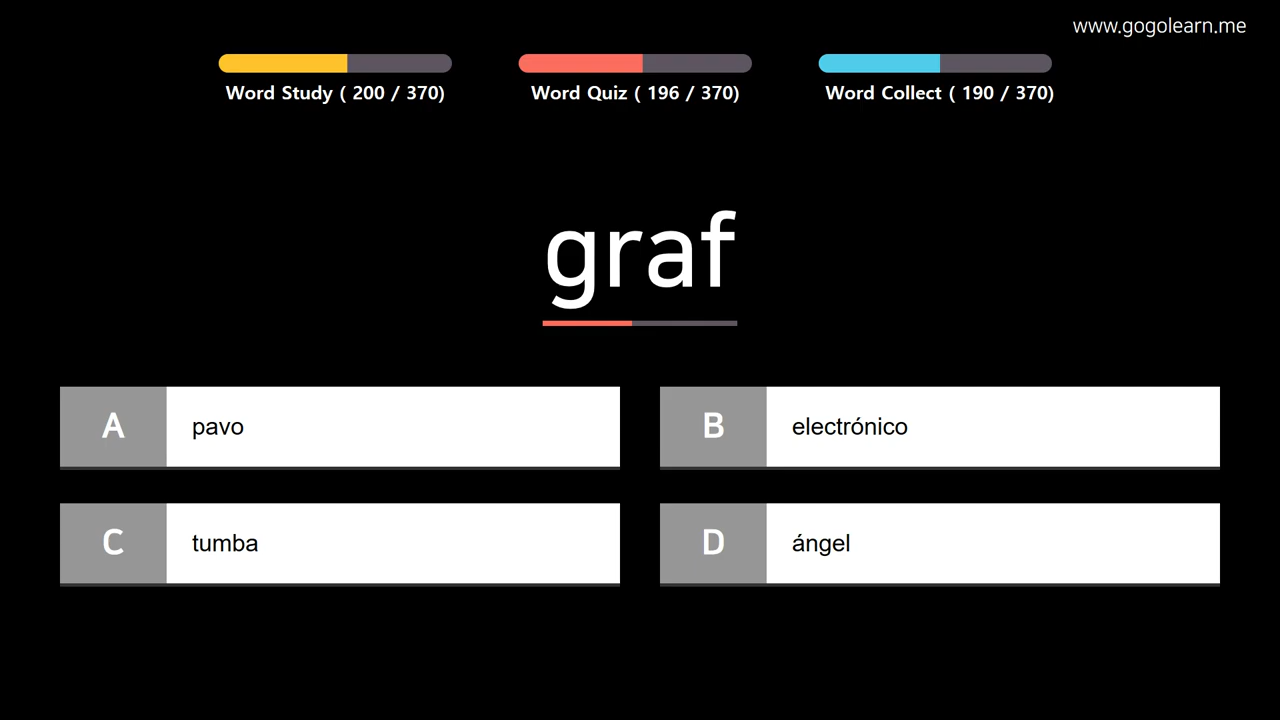 www.gogolearn.me
Word Study ( 200 / 370)
Word Quiz ( 196 / 370)
Word Collect ( 190 / 370)
graf
A pavo
B electrónico
C tumba
D ángel